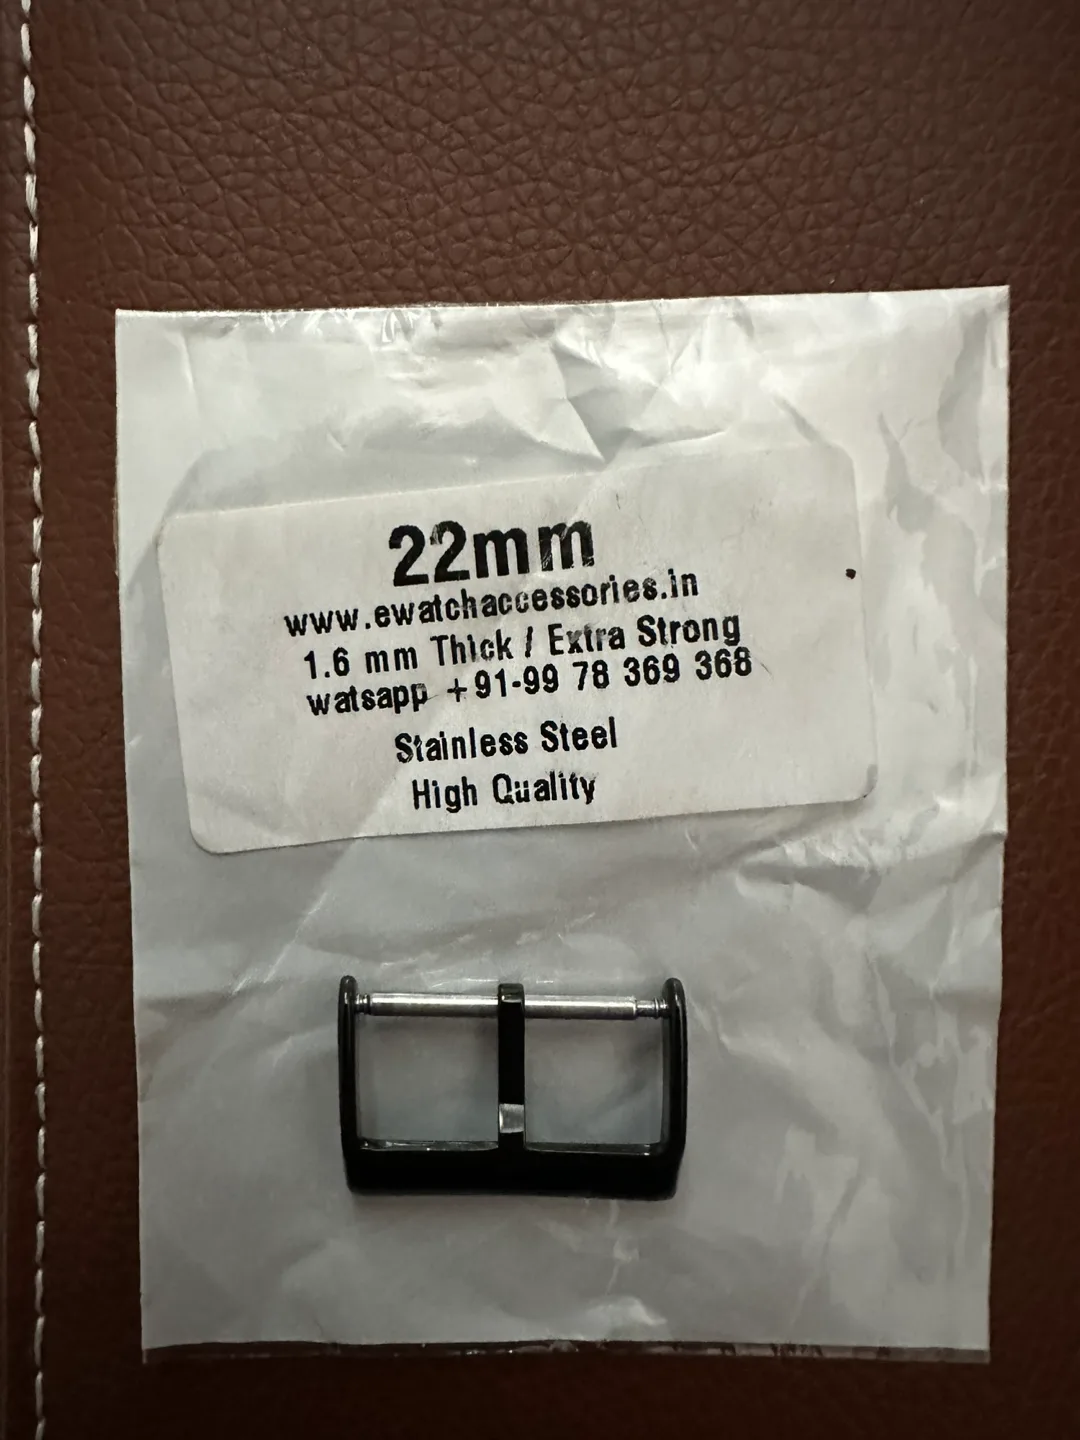 22mm
www.ewatchaccessories.in
1.6 mm Thick / Extra Strong
watsapp +91-99 78 369 368
Stainless Steel
High Quality